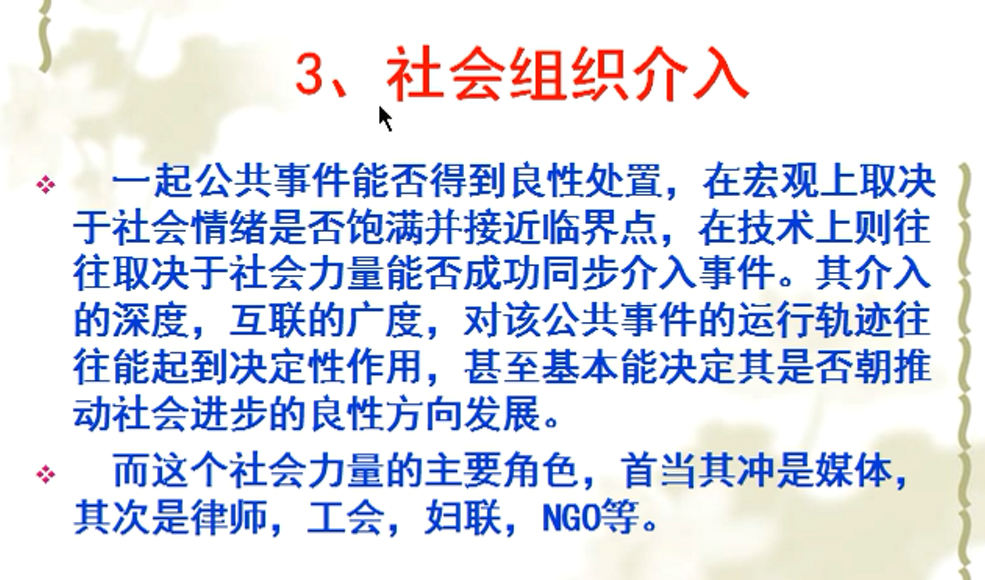 3、社会组织介入
一起公共事件能否得到良性处置，在宏观上取决
于社会情绪是否饱满并接近临界点，在技术上则往
往取决于社会力量能否成功同步介入事件。其介入
的深度，互联的广度，对该公共事件的运行轨迹往
往能起到决定性作用，甚至基本能决定其是否朝推
动社会进步的良性方向发展。
而这个社会力量的主要角色，首当其冲是媒体，
其次是律师，工会，妇联，NGO等。